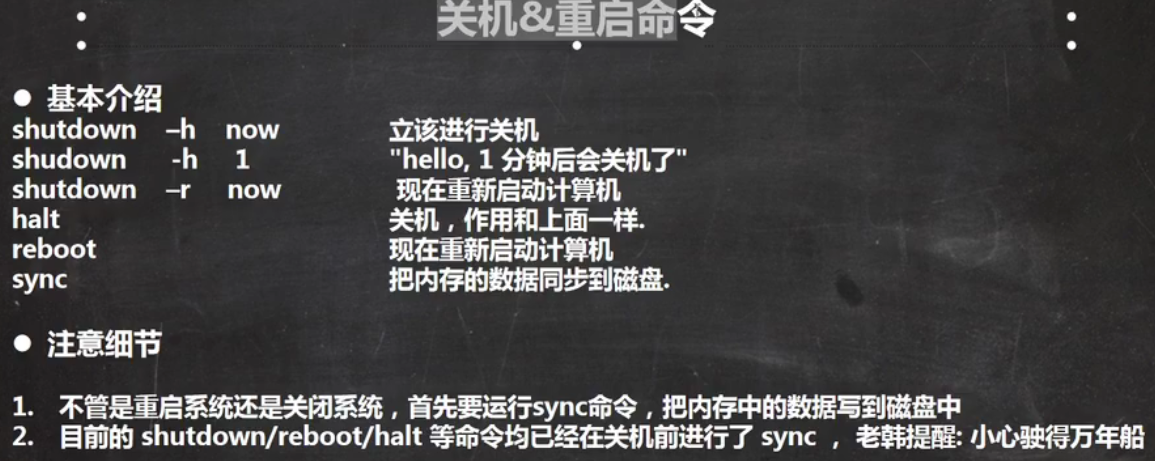 关机&重启命令
● 基本介绍
shutdown –h now 立该进行关机
shudown -h 1 "hello, 1 分钟后会关机了"
shutdown –r now 现在重新启动计算机
halt 关机，作用和上面一样.
reboot 现在重新启动计算机
sync 把内存的数据同步到磁盘.
● 注意细节
1. 不管是重启系统还是关闭系统，首先要运行sync命令，把内存中的数据写到磁盘中
2. 目前的 shutdown/reboot/halt 等命令均已经在关机前进行了 sync ， 老韩提醒: 小心驶得万年船